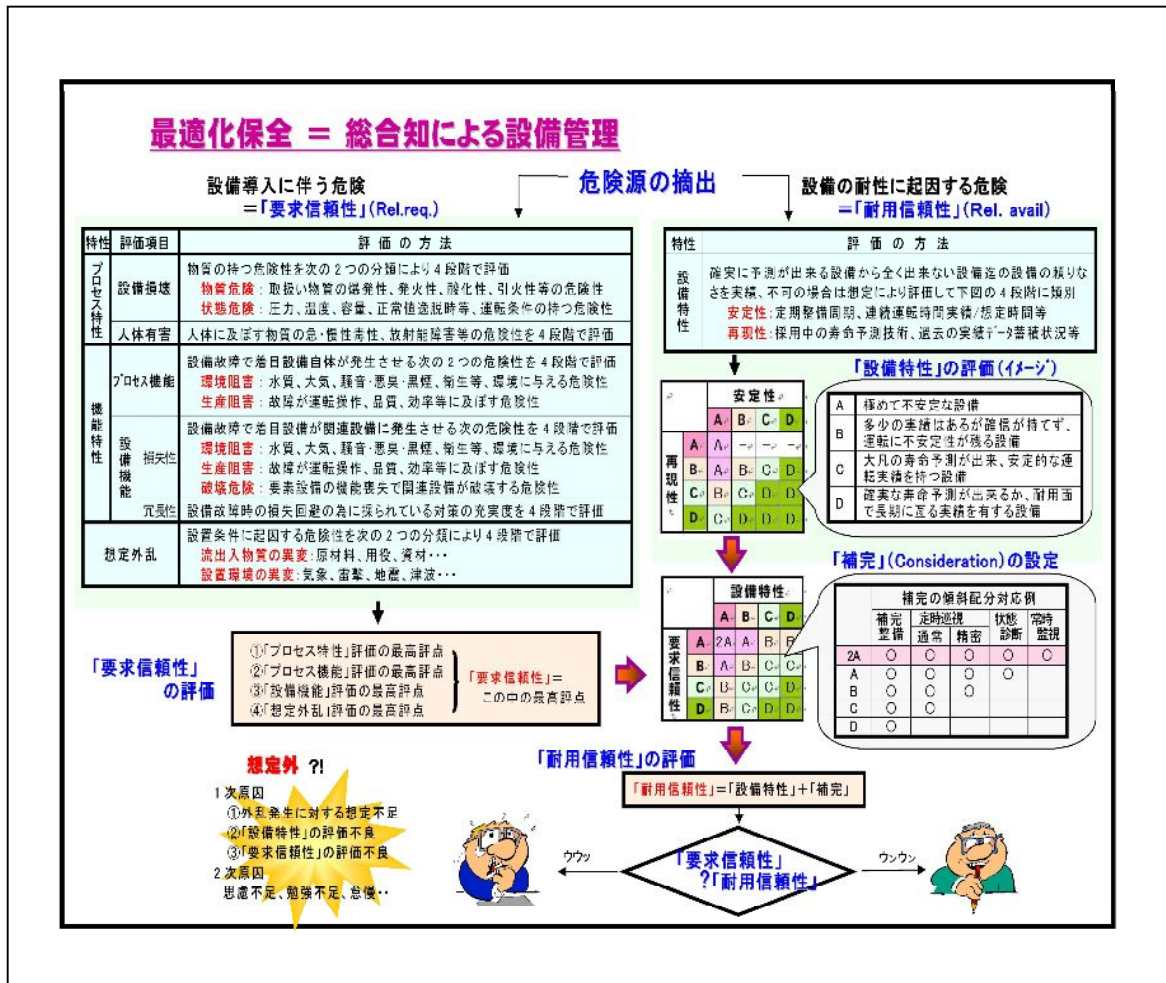 最適化保全 = 総合知による設備管理
危険源の摘出
設備導入に伴う危険
=「要求信頼性」(Rel.req.)
特性 評価項目 評価の方法
プロセス特性
設備損壊
物質の持つ危険性を次の2つの分類により4段階で評価
物質危険：取扱い物質の爆発性、発火性、酸化性、引火性等の危険性
状態危険：圧力、温度、容量、正常値逸脱時等、運転条件の持つ危険性
人体有害 人体に及ぼす物質の急・慢性毒性、放射能障害等の危険性を4段階で評価
機能特性
プロセス機能
設備故障で着目設備自体が発生させる次の2つの危険性を4段階で評価
環境阻害：水質、大気、騒音・悪臭・黒煙、衛生等、環境に与える危険性
生産阻害：故障が運転操作、品質、効率等に及ぼす危険性
設備機能
損失性
設備故障で着目設備が関連設備に発生させる次の危険性を4段階で評価
環境阻害：水質、大気、騒音・悪臭・黒煙、衛生等、環境に与える危険性
生産阻害：故障が運転操作、品質、効率等に及ぼす危険性
破壊危険：要素設備の機能喪失で関連設備が破壊する危険性
冗長性 設備故障時の損失回避の為に採られている対策の充実度を4段階で評価
想定外乱
設置条件に起因する危険性を次の2つの分類により4段階で評価
流出入物質の異変：原材料、用役、資材・・・
設置環境の異変：気象、雷撃、地震、津波・・・
設備の耐性に起因する危険
=「耐用信頼性」(Rel. avail)
特性 評価の方法
設備特性
確実に予測が出来る設備から全く出来ない設備迄の設備の頼りな
さを実績、不可の場合は想定により評価して下図の4段階に類別
安定性：定期整備周期、連続運転時間実績/想定時間等
再現性：採用中の寿命予測技術、過去の実績データ蓄積状況等
安定性
A B C D
再現性
A A - - -
B A B C D
C B C D D
D C D D D
「設備特性」の評価(イメージ)
A 極めて不安定な設備
B 多少の実績はあるが確信が持てず、
運転に不安定性が残る設備
C 大凡の寿命予測が出来、安定的な運
転実績を持つ設備
D 確実な寿命予測が出来るか、耐用面
で長期に亙る実績を有する設備
「要求信頼性」
の評価
①「プロセス特性」評価の最高評点
②「プロセス機能」評価の最高評点
③「設備機能」評価の最高評点
④「想定外乱」評価の最高評点
「要求信頼性」=
この中の最高評点
設備特性
A B C D
要求信頼性
A 2A A B B
B A B C C
C B C C D
D B C D D
「補完」(Consideration)の設定
補完の傾斜配分対応例
補完整備 定時巡視 状態診断 常時監視
通常 精密
2A ○ ○ ○ ○ ○
A ○ ○ ○ ○
B ○ ○ ○
C ○ ○
D ○
「耐用信頼性」の評価
「耐用信頼性」=「設備特性」+「補完」
「要求信頼性」
?「耐用信頼性」
ウウッ
ウンウン
想定外 ?!
1次原因
①外乱発生に対する想定不足
②「設備特性」の評価不良
③「要求信頼性」の評価不良
2次原因
思慮不足、勉強不足、怠慢・・